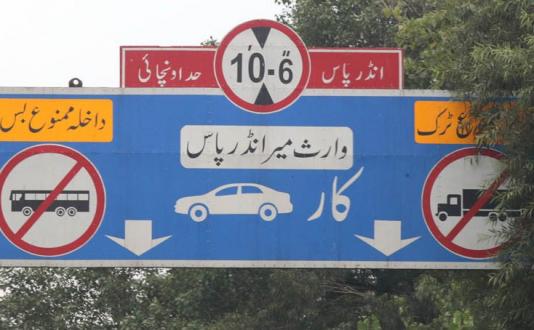 انڈر پاس 10'-6" حد اونچائی
ع ٹرک
وارث میر انڈر پاس
داخلہ ممنوع بس
کار